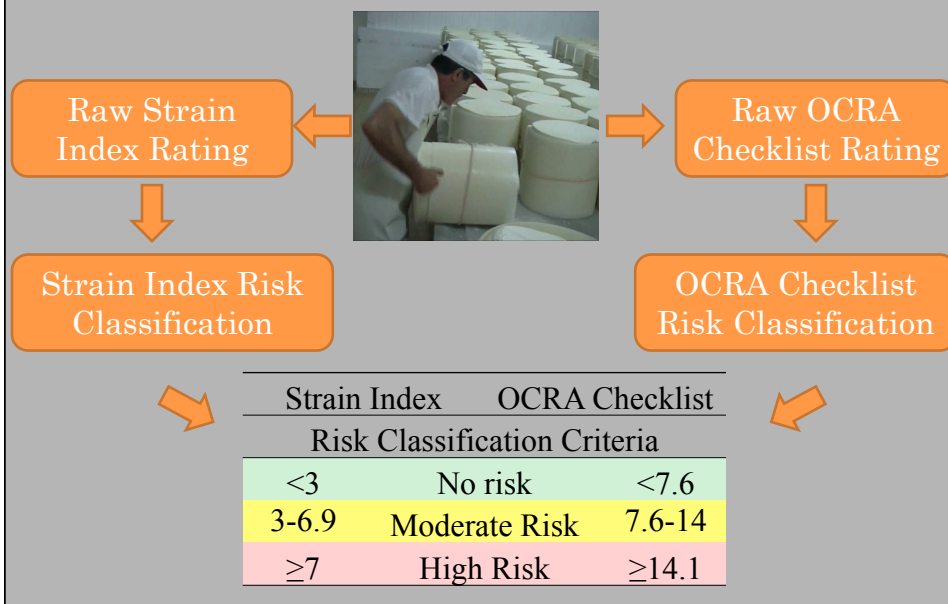 Raw Strain
Index Rating
Raw OCRA
Checklist Rating
Strain Index Risk
Classification
OCRA Checklist
Risk Classification
Strain Index OCRA Checklist
Risk Classification Criteria
<3 No risk <7.6
3-6.9 Moderate Risk 7.6-14
≥7 High Risk ≥14.1